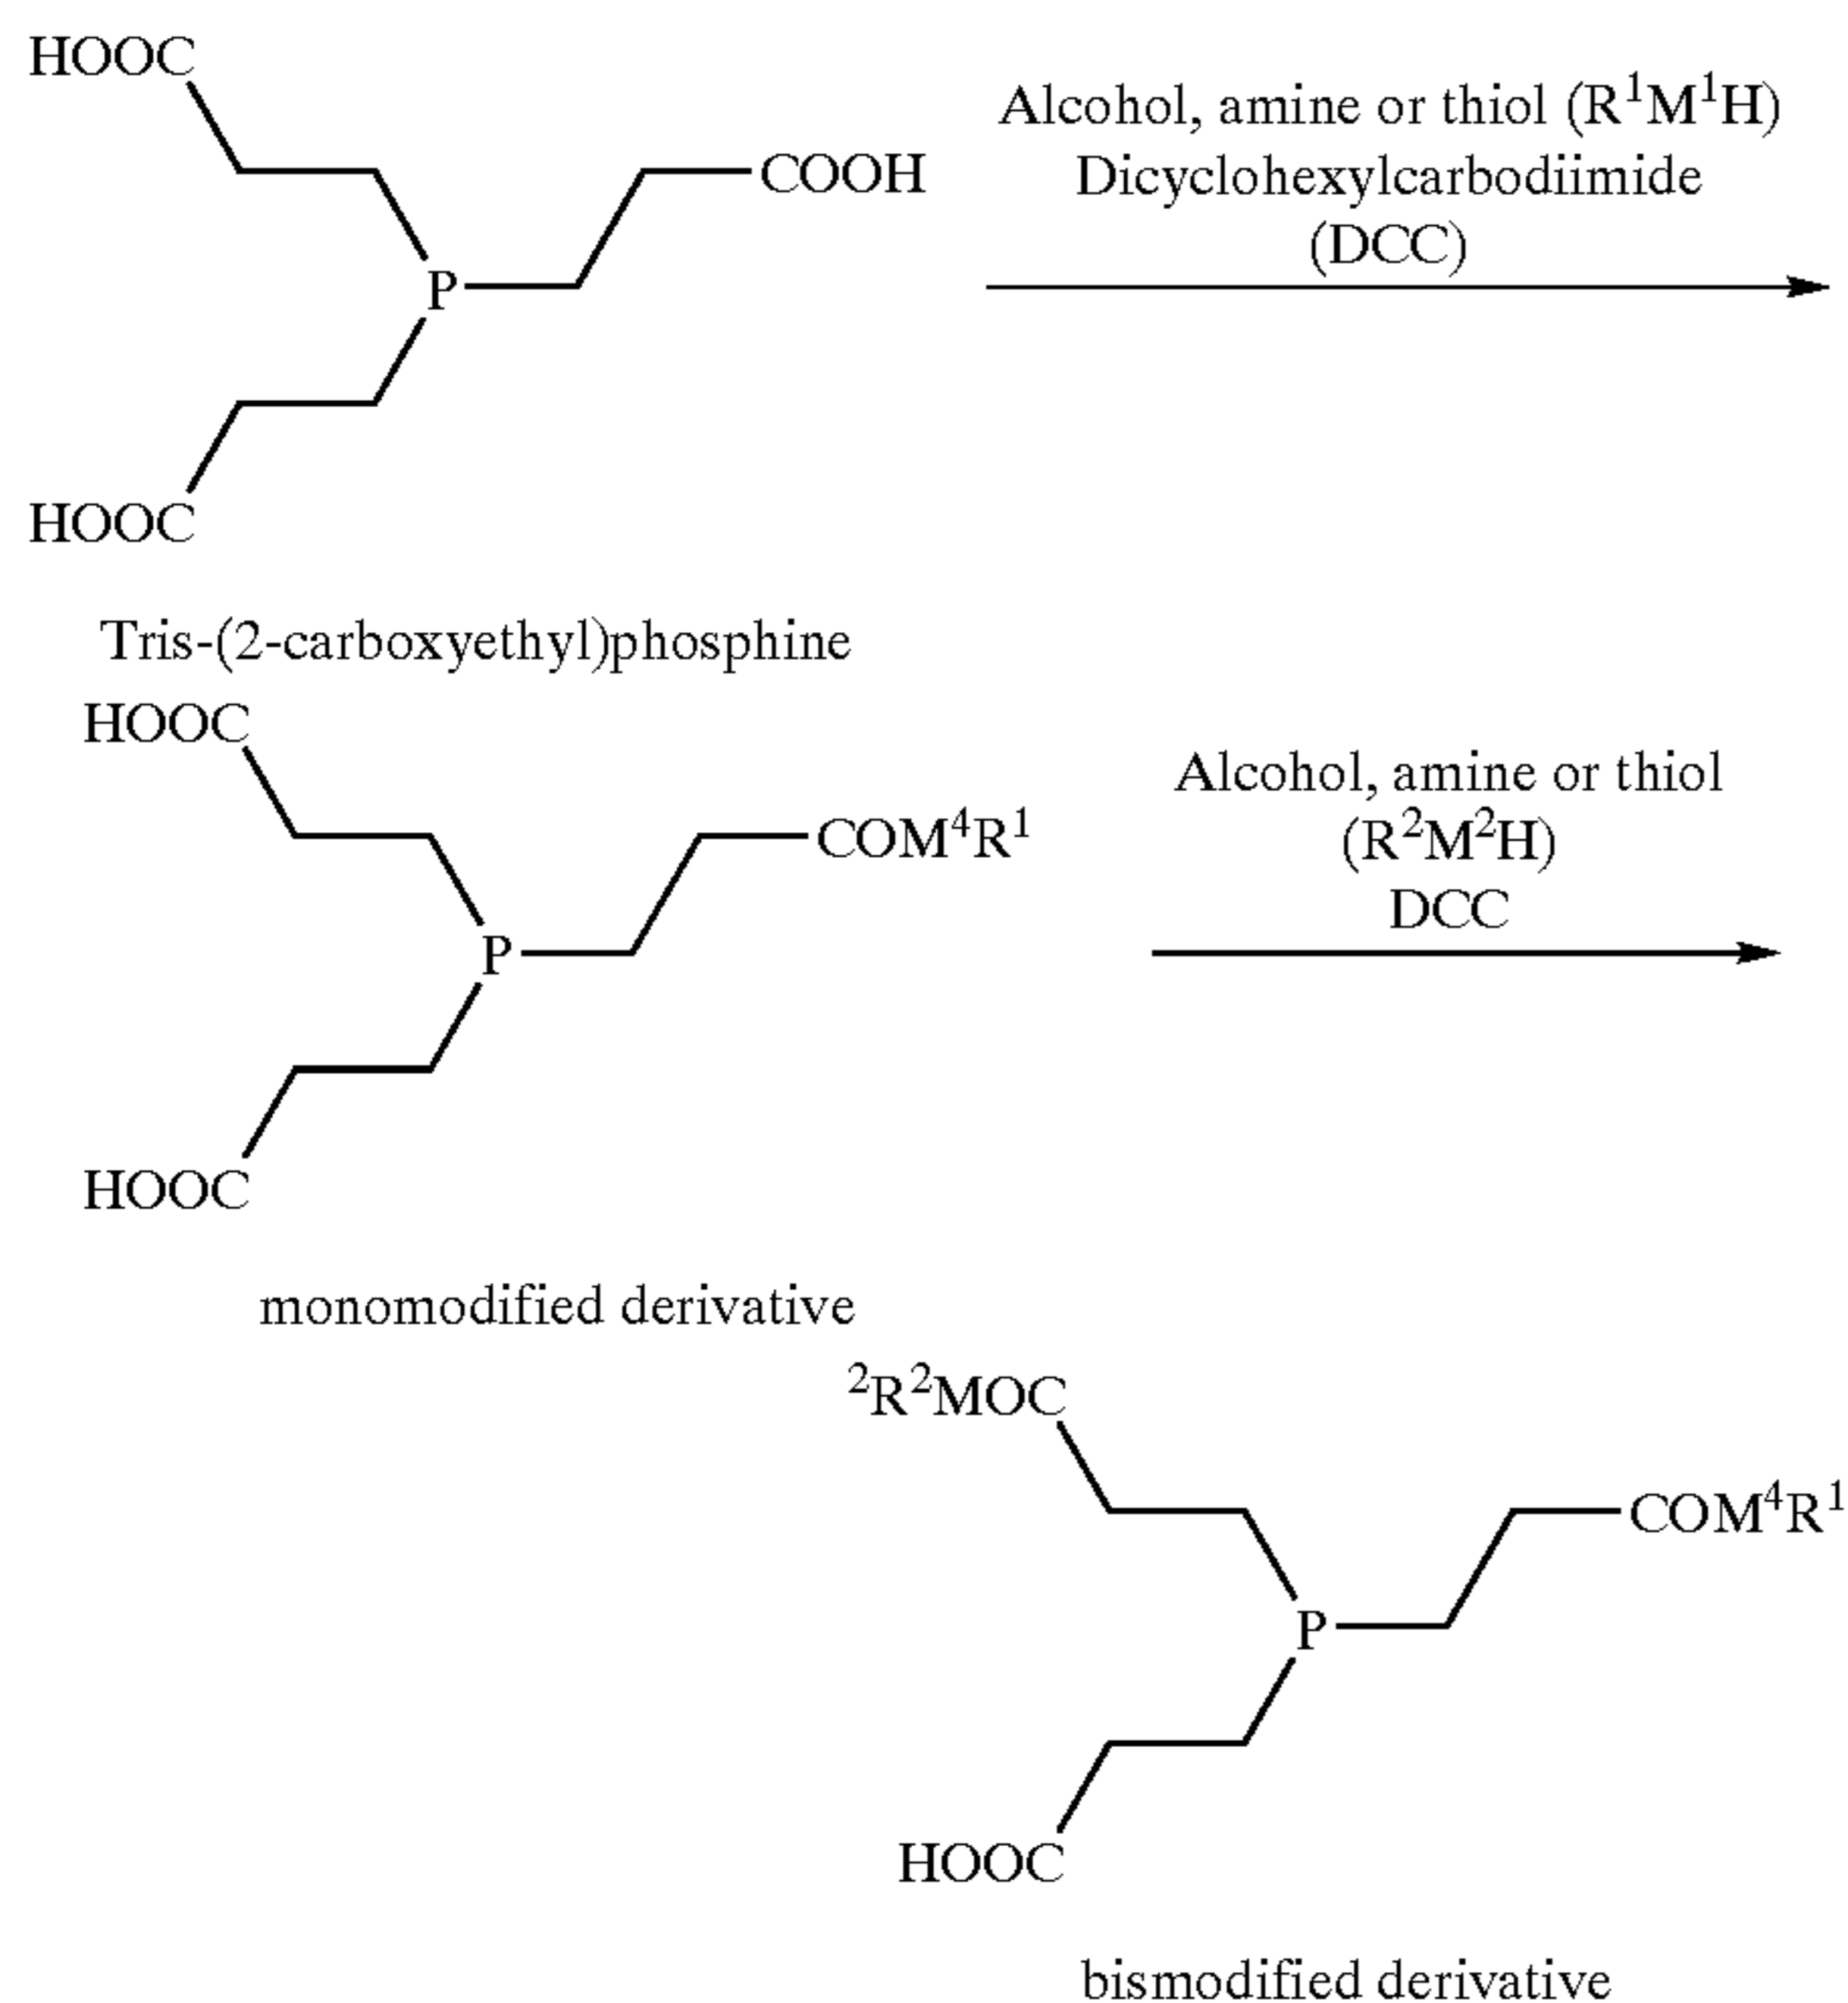 HOOC
Alcohol, amine or thiol (R¹M¹H)
COOH
Dicyclohexylcarbodiimide
(DCC)
P
HOOC
Tris-(2-carboxyethyl)phosphine
HOOC
Alcohol, amine or thiol
COM⁴R¹
(R²M²H)
DCC
P
HOOC
monomodified derivative
²R²MOC
COM⁴R¹
P
HOOC
bismodified derivative